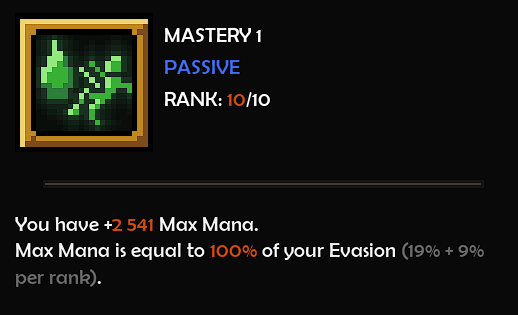 MASTERY 1
PASSIVE
RANK: 10/10
You have +2 541 Max Mana.
Max Mana is equal to 100% of your Evasion (19% + 9%
per rank).